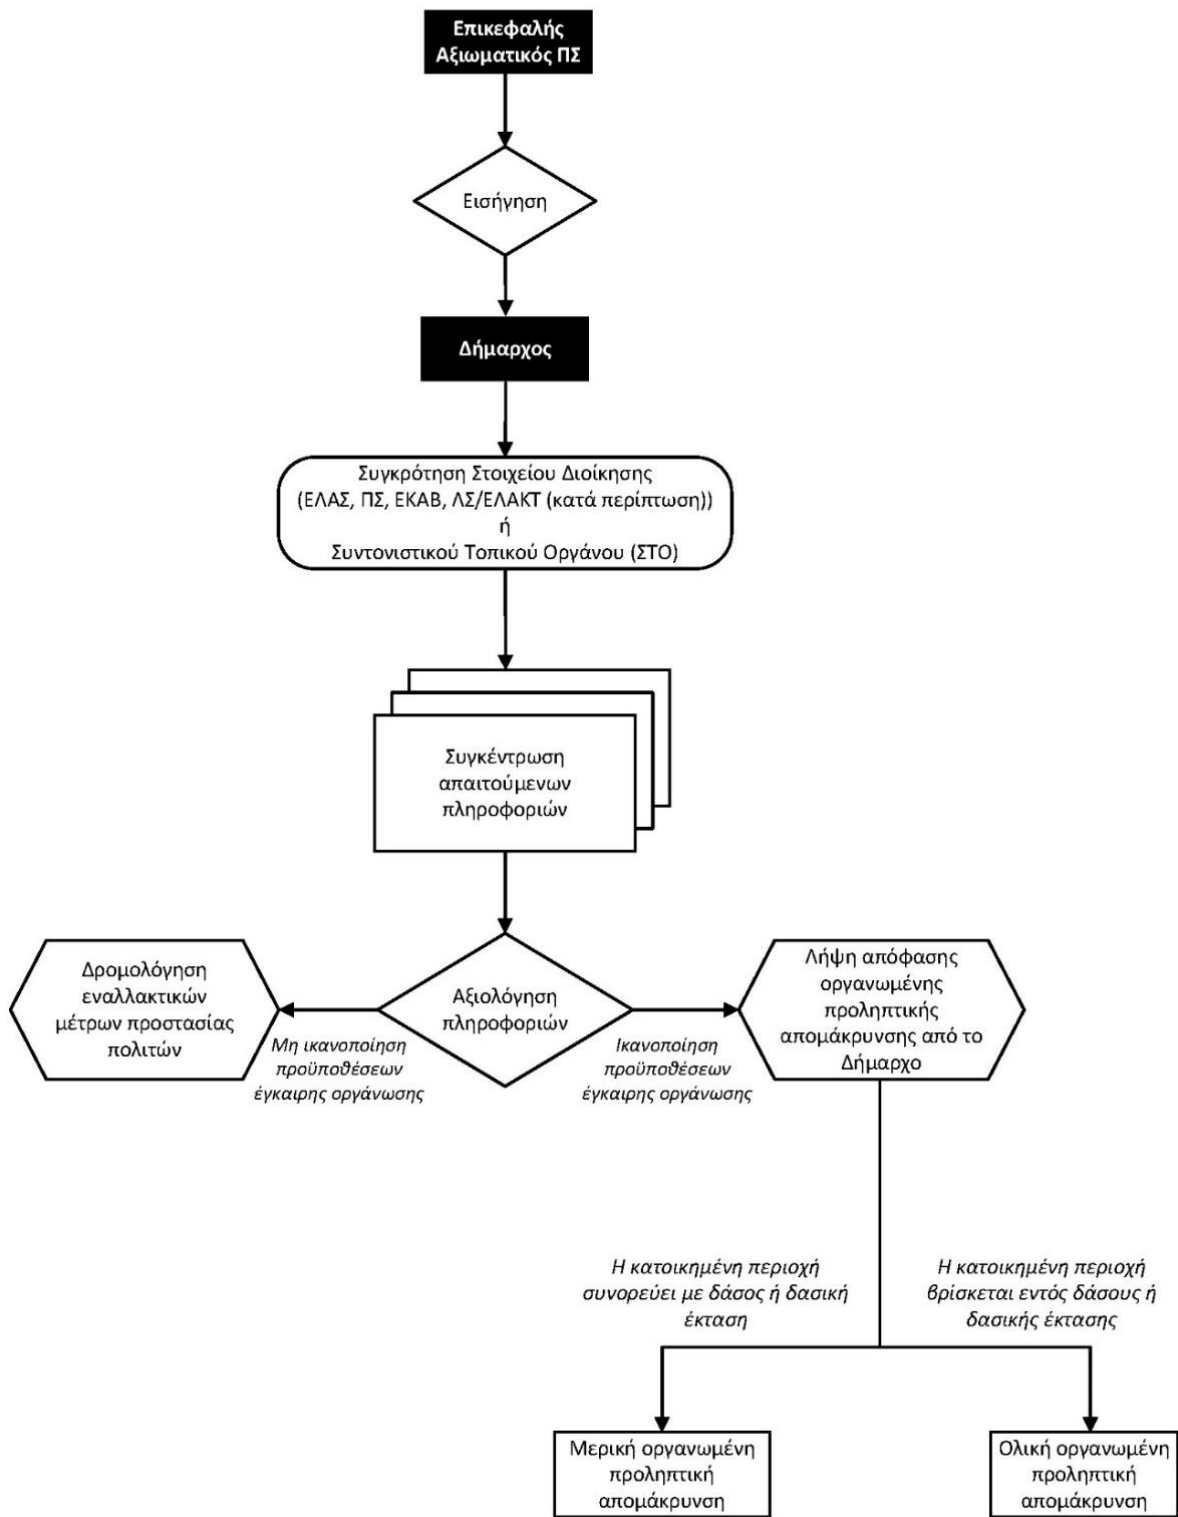 Επικεφαλής
Αξιωματικός ΠΣ
Εισήγηση
Δήμαρχος
Συγκρότηση Στοιχείου Διοίκησης
(ΕΛΑΣ, ΠΣ, ΕΚΑΒ, ΛΣ/ΕΛΑΚΤ (κατά περίπτωση))
ή
Συντονιστικού Τοπικού Οργάνου (ΣΤΟ)
Συγκέντρωση
απαιτούμενων
πληροφοριών
Δρομολόγηση
εναλλακτικών
μέτρων προστασίας
πολιτών
Μη ικανοποίηση
προϋποθέσεων
έγκαιρης οργάνωσης
Αξιολόγηση
πληροφοριών
Ικανοποίηση
προϋποθέσεων
έγκαιρης οργάνωσης
Λήψη απόφασης
οργανωμένης
προληπτικής
απομάκρυνσης από το
Δήμαρχο
Η κατοικημένη περιοχή
συνορεύει με δάσος ή δασική
έκταση
Η κατοικημένη περιοχή
βρίσκεται εντός δάσους ή
δασικής έκτασης
Μερική οργανωμένη
προληπτική
απομάκρυνση
Ολική οργανωμένη
προληπτική
απομάκρυνση